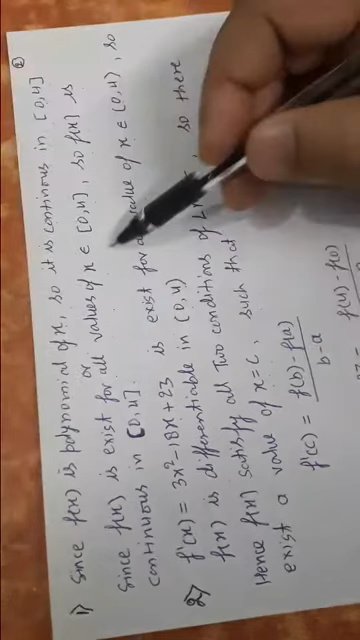 ②
1) Since f(x) is polynomial of x, so it is continous in [0,4]
or
Since f(x) is exist for all values of x ∈ [0,4], so f(x) is
continuous in [0,4].
2) f'(x) = 3x²-18x+23 is exist for value of x ∈ (0,4), so
f(x) is differentiable in (0,4)
Hence f(x) satisfy all two conditions of so there
exist a value of x=c, such that
f'(c) = f(b)-f(a)
b-a
f(4)-f(0)